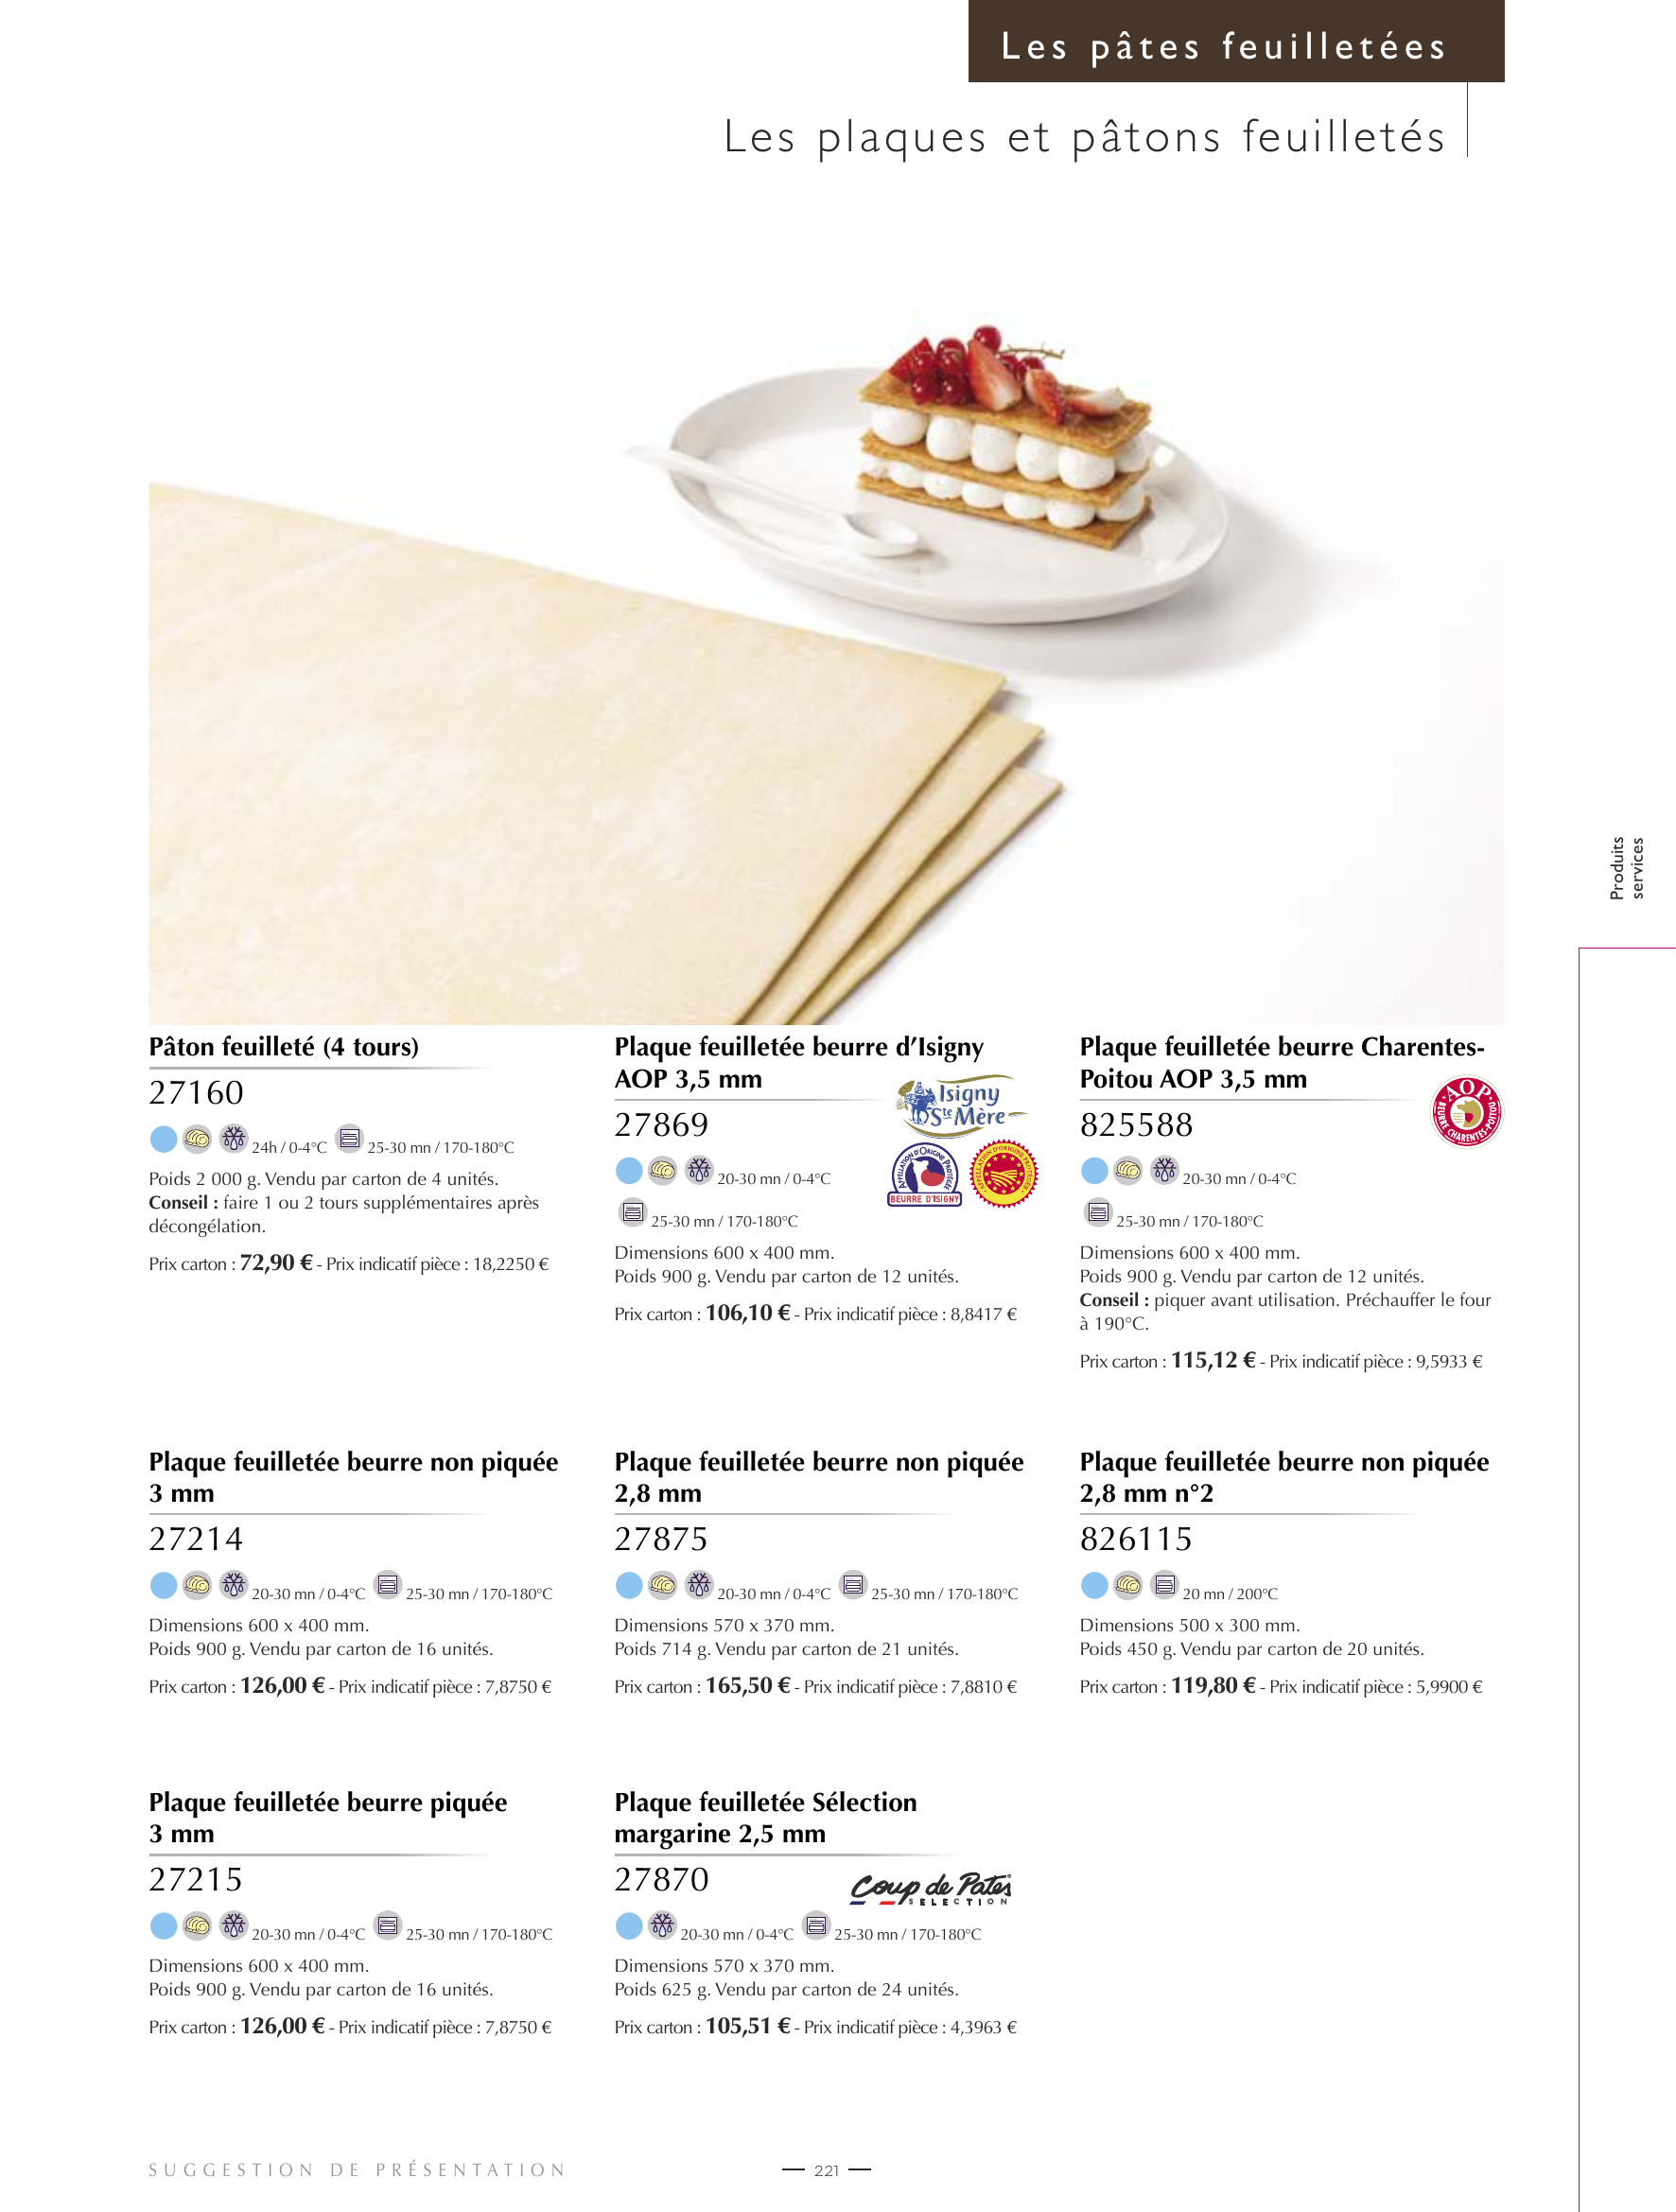 Les pâtes feuilletées
Les plaques et pâtons feuilletés
Produits
services
Pâton feuilleté (4 tours)
27160
24h / 0-4°C 25-30 mn / 170-180°C
Poids 2 000 g. Vendu par carton de 4 unités.
Conseil : faire 1 ou 2 tours supplémentaires après
décongélation.
Prix carton : 72,90 € - Prix indicatif pièce : 18,2250 €
Plaque feuilletée beurre d’Isigny
AOP 3,5 mm
27869
Isigny
Ste Mère
APPELLATION D'ORIGINE PROTÉGÉE
BEURRE D'ISIGNY
APPELLATION D'ORIGINE PROTÉGÉE
20-30 mn / 0-4°C
25-30 mn / 170-180°C
Dimensions 600 x 400 mm.
Poids 900 g. Vendu par carton de 12 unités.
Prix carton : 106,10 € - Prix indicatif pièce : 8,8417 €
Plaque feuilletée beurre Charentes-
Poitou AOP 3,5 mm
825588
AOP
BEURRE CHARENTES-POITOU
20-30 mn / 0-4°C
25-30 mn / 170-180°C
Dimensions 600 x 400 mm.
Poids 900 g. Vendu par carton de 12 unités.
Conseil : piquer avant utilisation. Préchauffer le four
à 190°C.
Prix carton : 115,12 € - Prix indicatif pièce : 9,5933 €
Plaque feuilletée beurre non piquée
3 mm
27214
20-30 mn / 0-4°C 25-30 mn / 170-180°C
Dimensions 600 x 400 mm.
Poids 900 g. Vendu par carton de 16 unités.
Prix carton : 126,00 € - Prix indicatif pièce : 7,8750 €
Plaque feuilletée beurre non piquée
2,8 mm
27875
20-30 mn / 0-4°C 25-30 mn / 170-180°C
Dimensions 570 x 370 mm.
Poids 714 g. Vendu par carton de 21 unités.
Prix carton : 165,50 € - Prix indicatif pièce : 7,8810 €
Plaque feuilletée beurre non piquée
2,8 mm n°2
826115
20 mn / 200°C
Dimensions 500 x 300 mm.
Poids 450 g. Vendu par carton de 20 unités.
Prix carton : 119,80 € - Prix indicatif pièce : 5,9900 €
Plaque feuilletée beurre piquée
3 mm
27215
20-30 mn / 0-4°C 25-30 mn / 170-180°C
Dimensions 600 x 400 mm.
Poids 900 g. Vendu par carton de 16 unités.
Prix carton : 126,00 € - Prix indicatif pièce : 7,8750 €
Plaque feuilletée Sélection
margarine 2,5 mm
27870
Coup de Pates
SELECTION
20-30 mn / 0-4°C 25-30 mn / 170-180°C
Dimensions 570 x 370 mm.
Poids 625 g. Vendu par carton de 24 unités.
Prix carton : 105,51 € - Prix indicatif pièce : 4,3963 €
SUGGESTION DE PRÉSENTATION
221